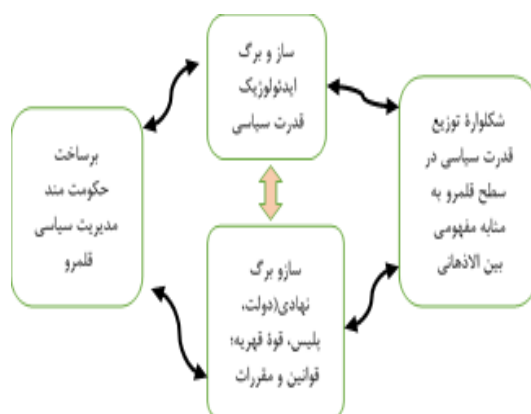 ساز و برگ
ایدئولوژیک
قدرت سیاسی
شکلوارهٔ توزیع
قدرت سیاسی در
سطح قلمرو به
مثابه مفهومی
بین الاذهانی
برساخت
حکومت مند
مدیریت سیاسی
قلمرو
سازو برگ
نهادی(دولت،
پلیس، قوهٔ قهریه؛
قوانین و مقررات